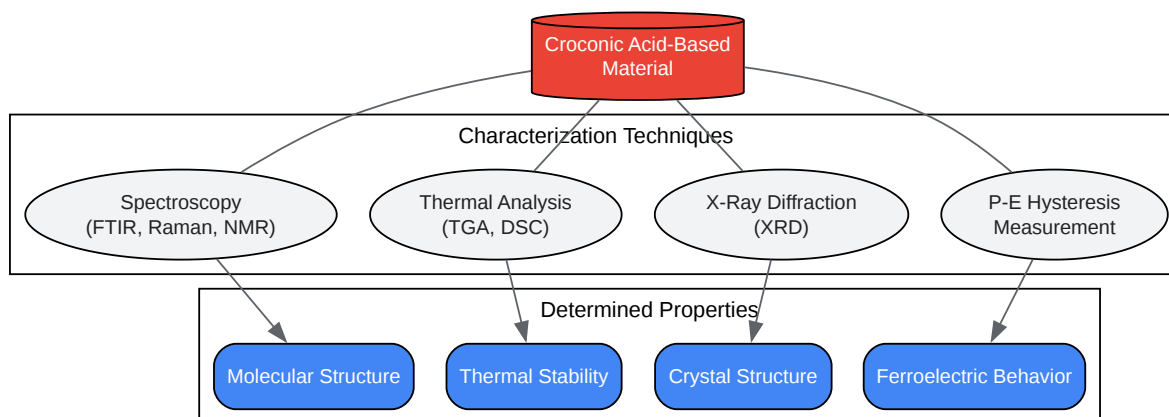 Croconic Acid-Based
Material
Characterization Techniques
Spectroscopy
(FTIR, Raman, NMR)
Thermal Analysis
(TGA, DSC)
X-Ray Diffraction
(XRD)
P-E Hysteresis
Measurement
Determined Properties
Molecular Structure
Thermal Stability
Crystal Structure
Ferroelectric Behavior